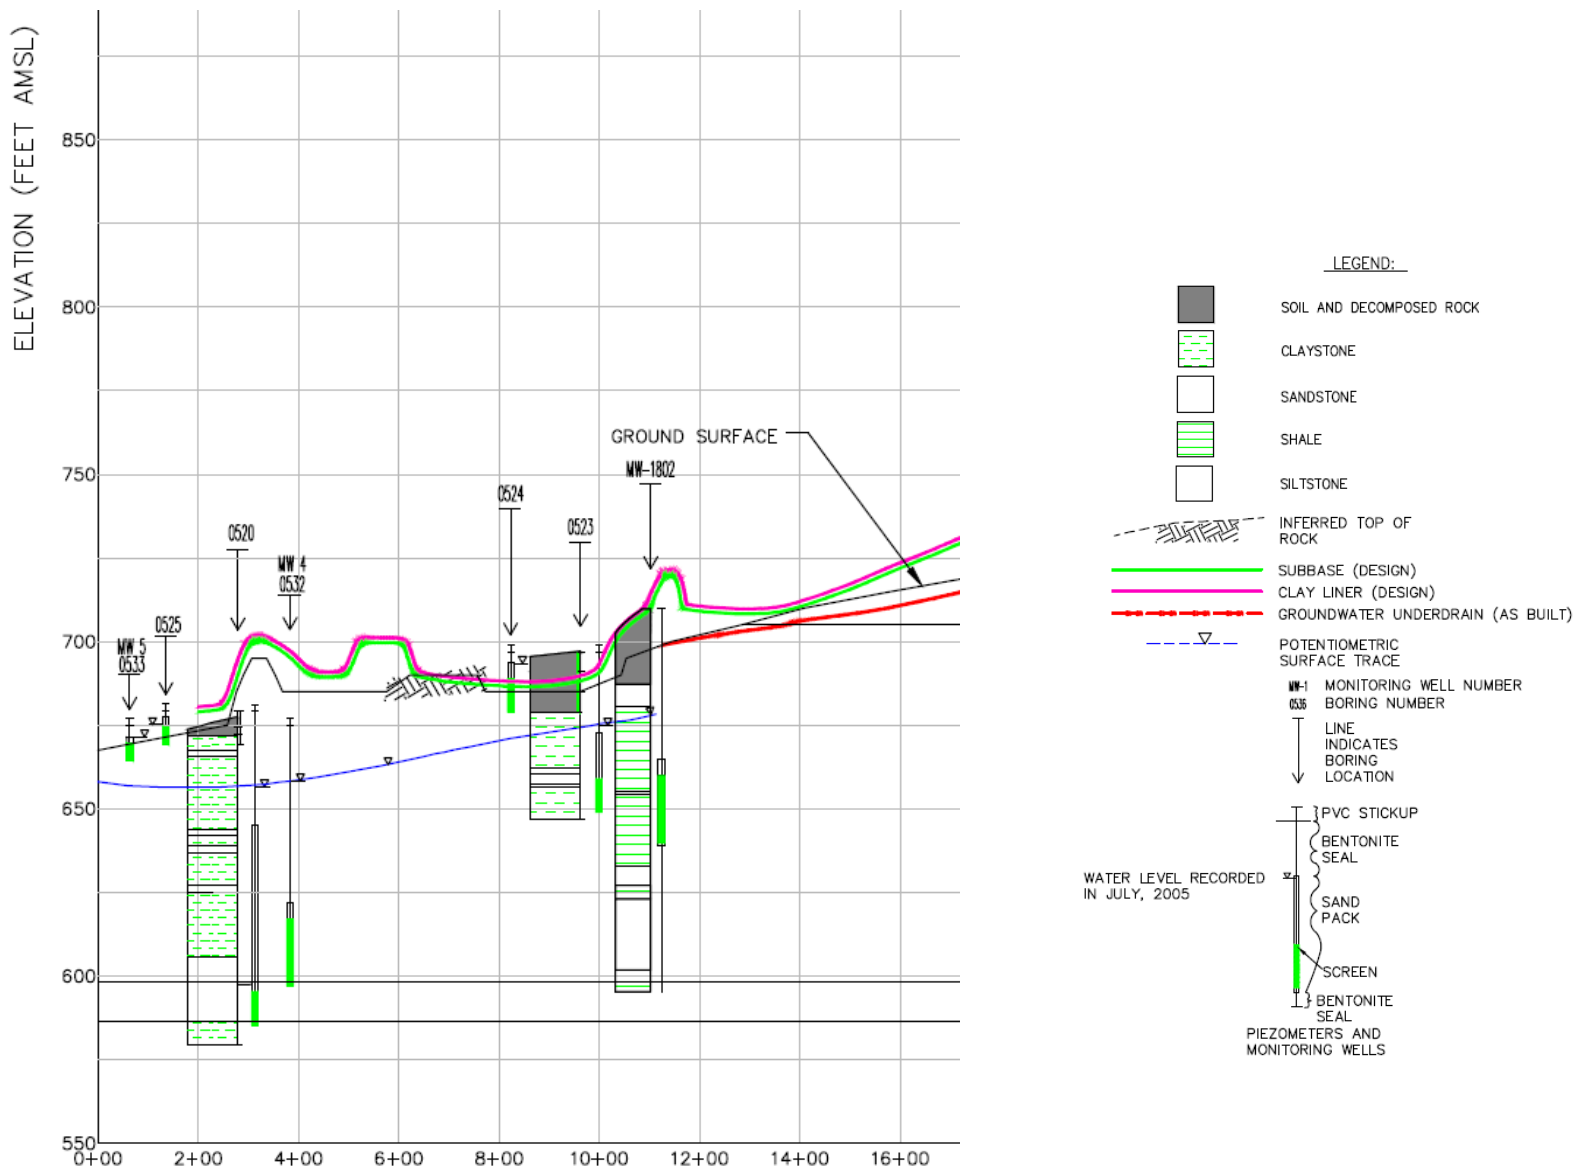 ELEVATION (FEET AMSL)
850
800
750
700
650
600
550
0+00
2+00
4+00
6+00
8+00
10+00
12+00
14+00
16+00
GROUND SURFACE
MW-1802
0524
0523
0520
MW 4
0532
0525
MW 5
0533
LEGEND:
SOIL AND DECOMPOSED ROCK
CLAYSTONE
SANDSTONE
SHALE
SILTSTONE
INFERRED TOP OF
ROCK
SUBBASE (DESIGN)
CLAY LINER (DESIGN)
GROUNDWATER UNDERDRAIN (AS BUILT)
POTENTIOMETRIC
SURFACE TRACE
MW-1 MONITORING WELL NUMBER
0536 BORING NUMBER
LINE
INDICATES
BORING
LOCATION
PVC STICKUP
BENTONITE
SEAL
WATER LEVEL RECORDED
IN JULY, 2005
SAND
PACK
SCREEN
BENTONITE
SEAL
PIEZOMETERS AND
MONITORING WELLS